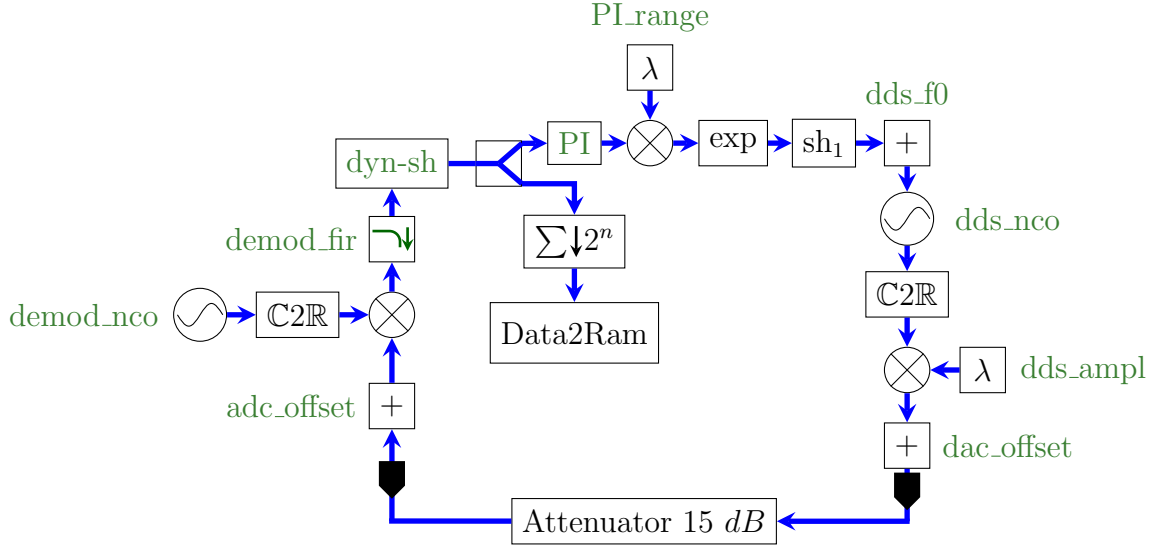 PI_range
λ
dds_f0
dyn-sh
PI
exp
sh₁
+
demod_fir
∑ 2ⁿ
dds_nco
demod_nco
ℂ2ℝ
Data2Ram
ℂ2ℝ
λ
dds_ampl
adc_offset
+
+
dac_offset
Attenuator 15 dB